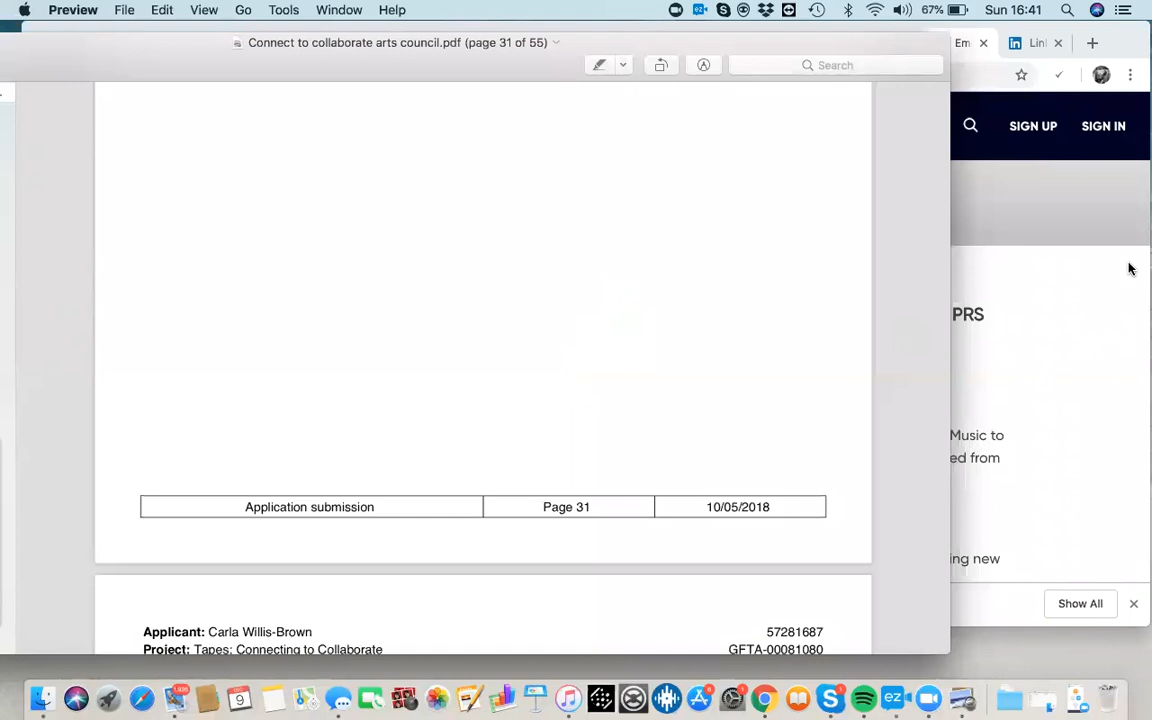 Preview File Edit View Go Tools Window Help 67% Sun 16:41
Connect to collaborate arts council.pdf (page 31 of 55)
Em
Search
SIGN UP SIGN IN
PRS
Music to
ed from
ing new
Application submission Page 31 10/05/2018
Show All
Applicant: Carla Willis-Brown 57281687
Project: Tapes: Connecting to Collaborate GFTA-00081080